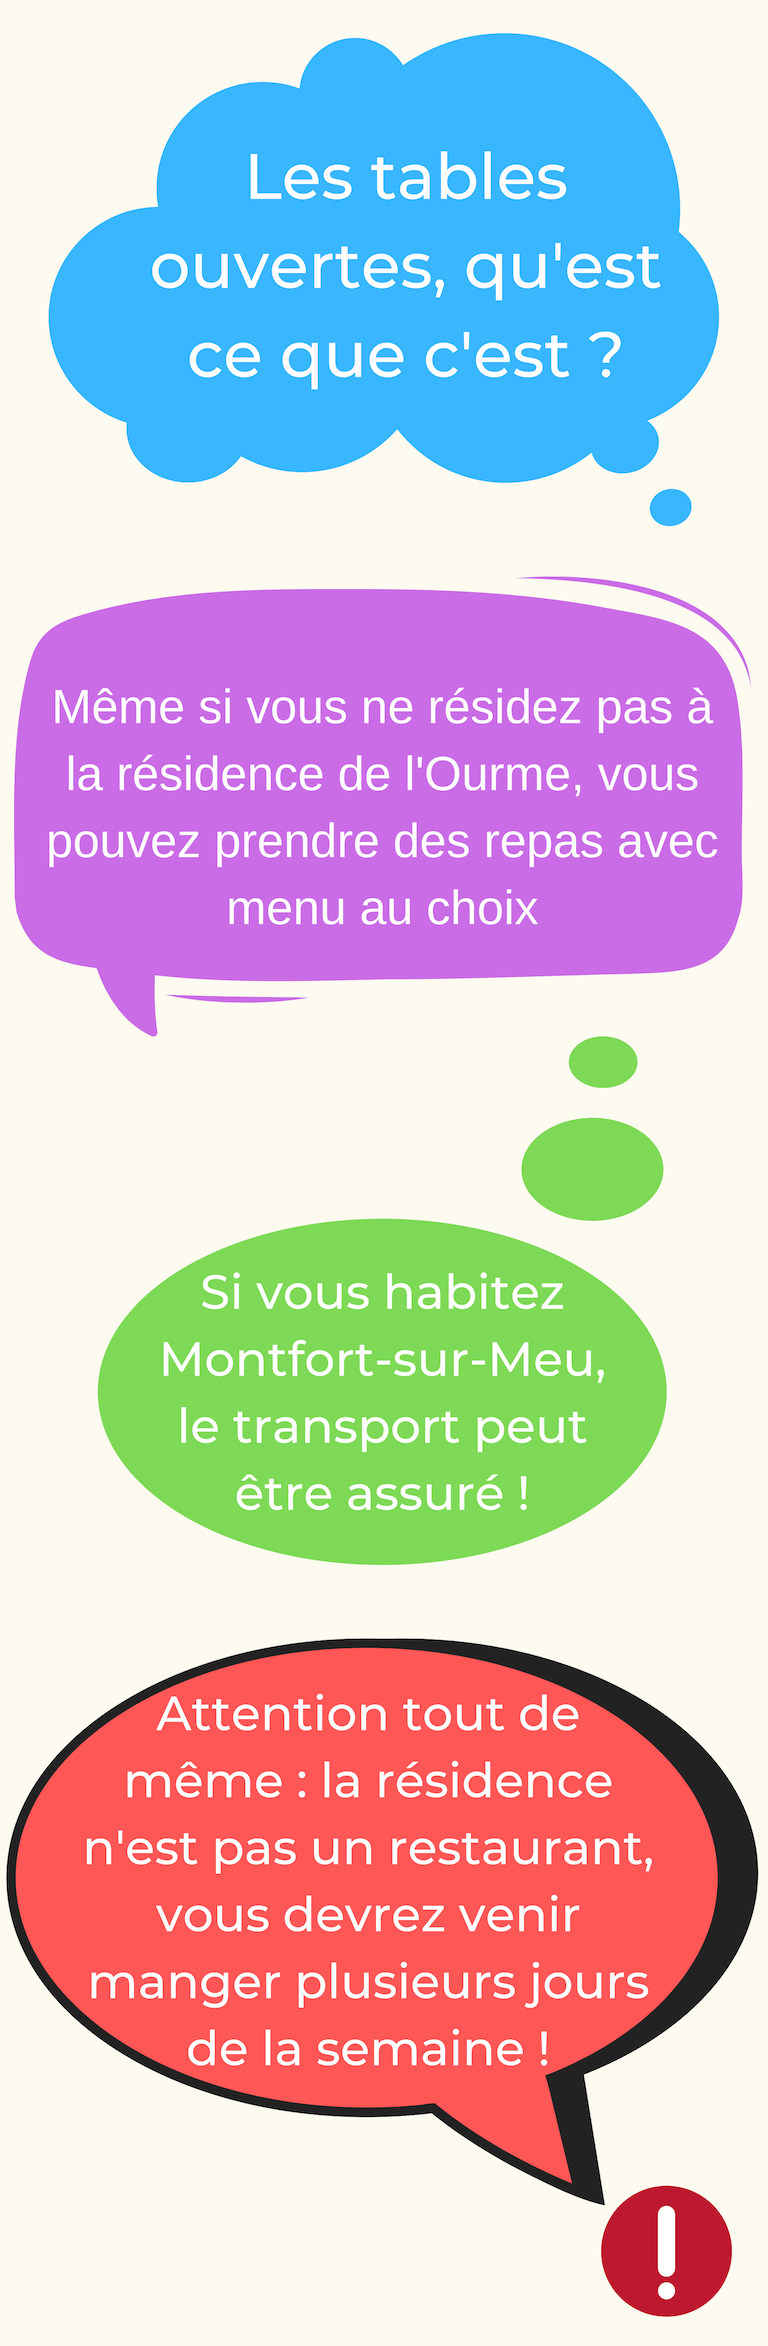 Les tables
ouvertes, qu'est
ce que c'est ?
Même si vous ne résidez pas à
la résidence de l'Ourme, vous
pouvez prendre des repas avec
menu au choix
Si vous habitez
Montfort-sur-Meu,
le transport peut
être assuré !
Attention tout de
même : la résidence
n'est pas un restaurant,
vous devrez venir
manger plusieurs jours
de la semaine !
!